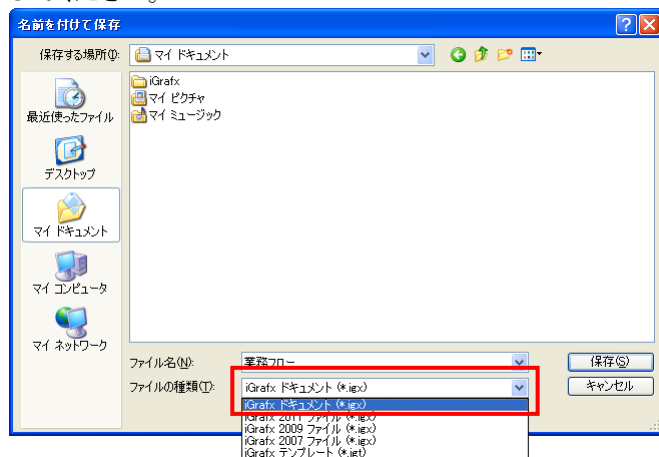 名前を付けて保存
保存する場所(I):
マイ ドキュメント
iGrafx
マイ ピクチャ
マイ ミュージック
最近使ったファイル
デスクトップ
マイ ドキュメント
マイ コンピュータ
マイ ネットワーク
ファイル名(N):
業務フロー
保存(S)
ファイルの種類(T):
iGrafx ドキュメント (*.igx)
キャンセル
iGrafx ドキュメント (*.igx)
iGrafx 2011 ファイル (*.igx)
iGrafx 2009 ファイル (*.igx)
iGrafx 2007 ファイル (*.igx)
iGrafx テンプレート (*.igt)